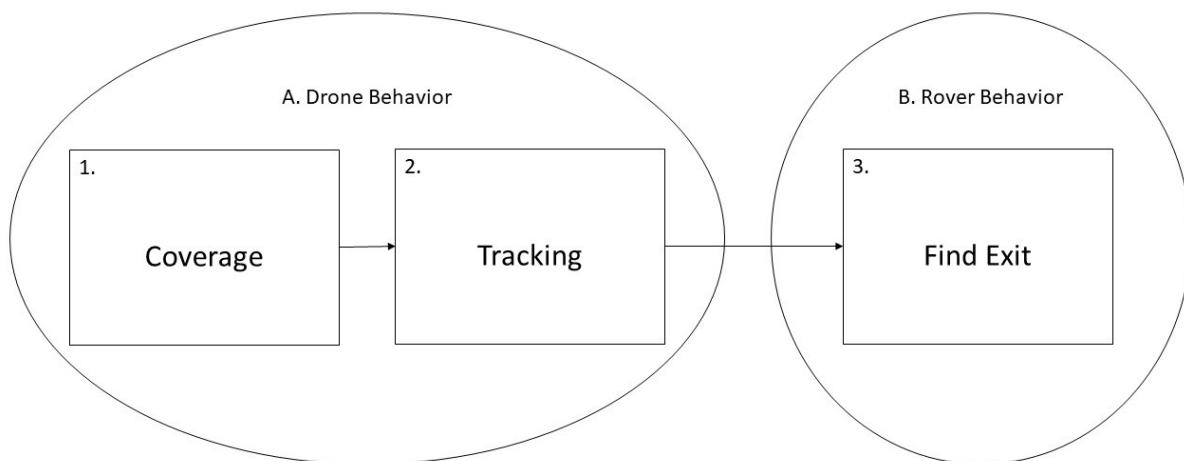 A. Drone Behavior
B. Rover Behavior
1.
Coverage
2.
Tracking
3.
Find Exit